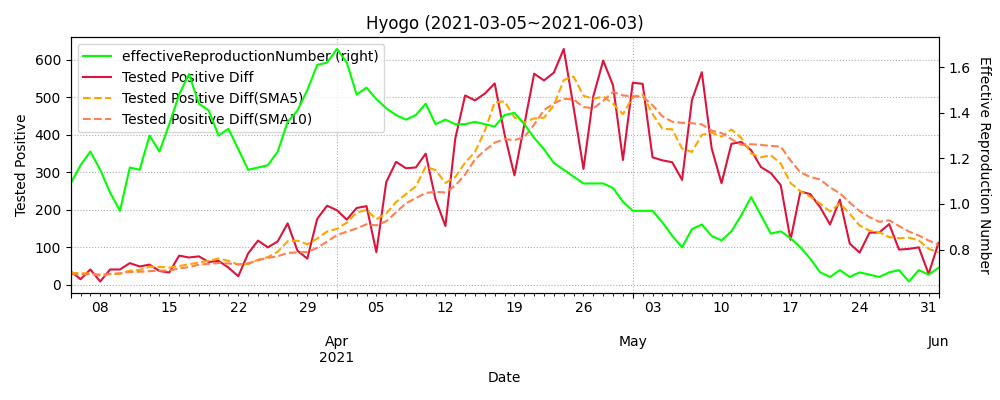 Hyogo (2021-03-05~2021-06-03)
effectiveReproductionNumber (right)
Tested Positive Diff
Tested Positive Diff(SMA5)
Tested Positive Diff(SMA10)
Tested Positive
600
500
400
300
200
100
0
1.6
1.4
1.2
1.0
0.8
Effective Reproduction Number
08 15 22 29 05 12 19 26 03 10 17 24 31
Apr May Jun
2021
Date